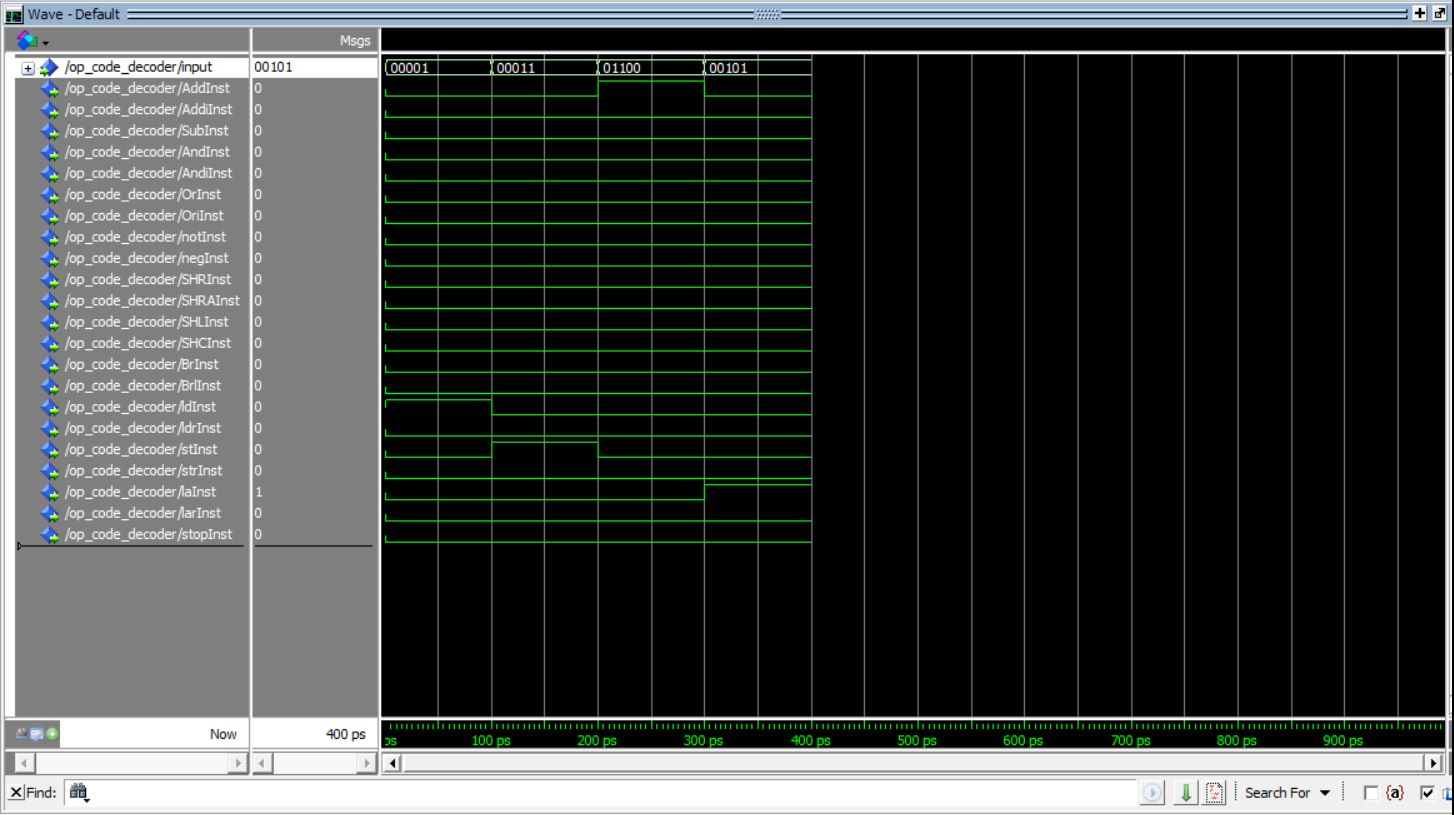 Wave - Default
Msgs
/op_code_decoder/input 00101 00001 00011 01100 00101
/op_code_decoder/AddInst 0
/op_code_decoder/AddiInst 0
/op_code_decoder/SubInst 0
/op_code_decoder/AndInst 0
/op_code_decoder/AndiInst 0
/op_code_decoder/OrInst 0
/op_code_decoder/OriInst 0
/op_code_decoder/notInst 0
/op_code_decoder/negInst 0
/op_code_decoder/SHRInst 0
/op_code_decoder/SHRAInst 0
/op_code_decoder/SHLInst 0
/op_code_decoder/SHCInst 0
/op_code_decoder/BrInst 0
/op_code_decoder/BrlInst 0
/op_code_decoder/ldInst 0
/op_code_decoder/ldrInst 0
/op_code_decoder/stInst 0
/op_code_decoder/strInst 0
/op_code_decoder/laInst 1
/op_code_decoder/larInst 0
/op_code_decoder/stopInst 0
Now 400 ps ps 100 ps 200 ps 300 ps 400 ps 500 ps 600 ps 700 ps 800 ps 900 ps
Find: Search For {a}